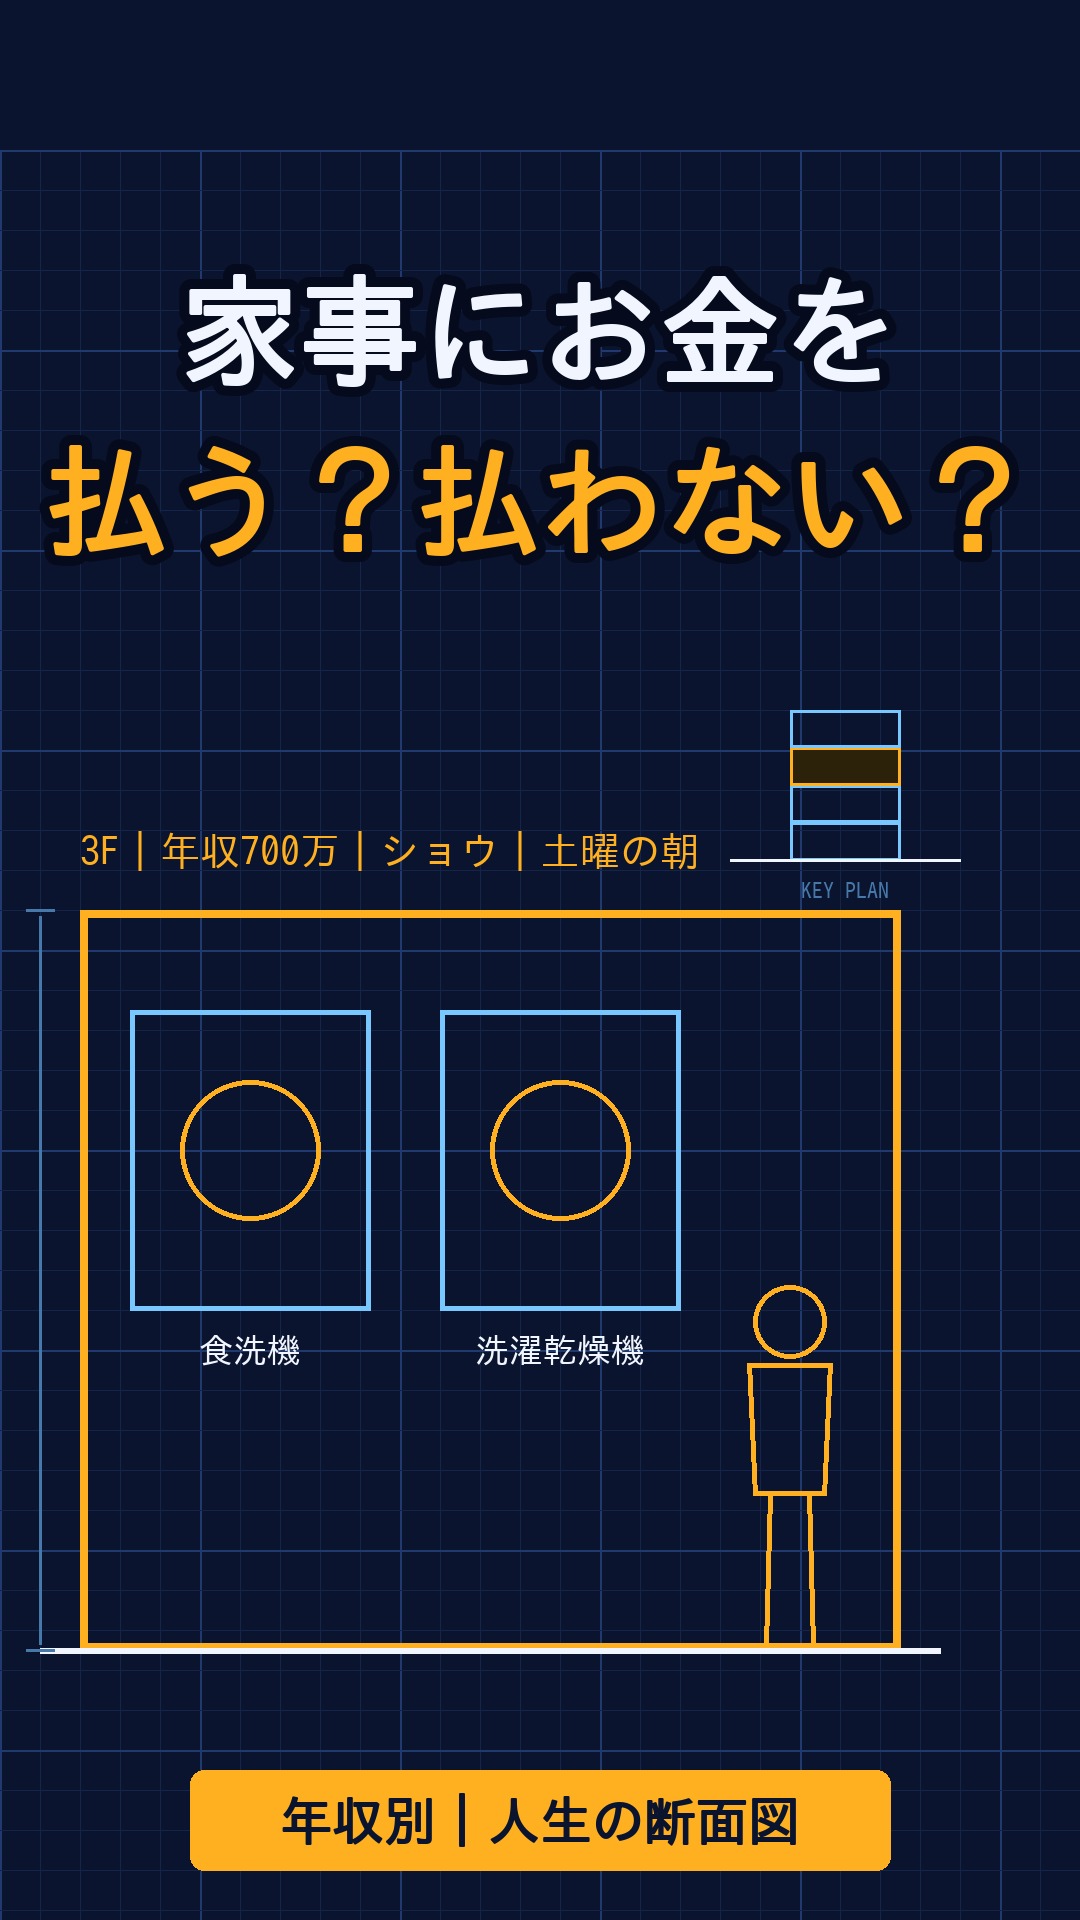 家事にお金を
払う？払わない？
3F｜年収700万｜ショウ｜土曜の朝
KEY PLAN
食洗機
洗濯乾燥機
年収別｜人生の断面図